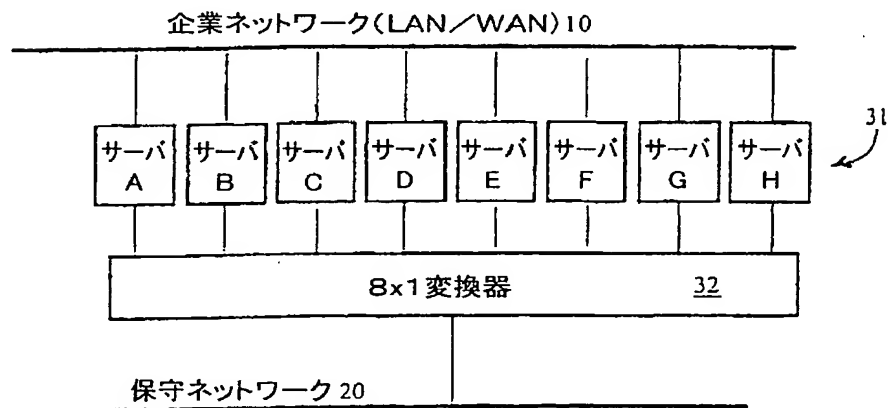 企業ネットワーク(LAN/WAN)10
31
サーバ サーバ サーバ サーバ サーバ サーバ サーバ サーバ
A B C D E F G H
8x1変換器 32
保守ネットワーク20